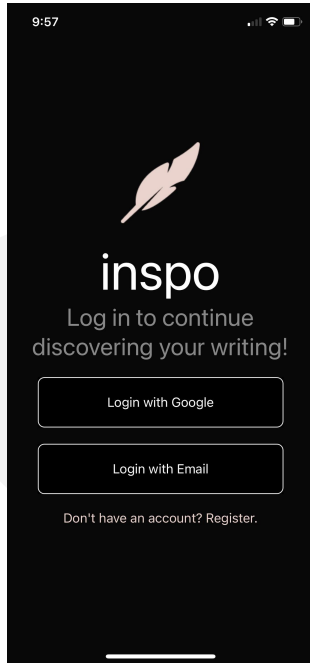 9:57
inspo
Log in to continue
discovering your writing!
Login with Google
Login with Email
Don't have an account? Register.